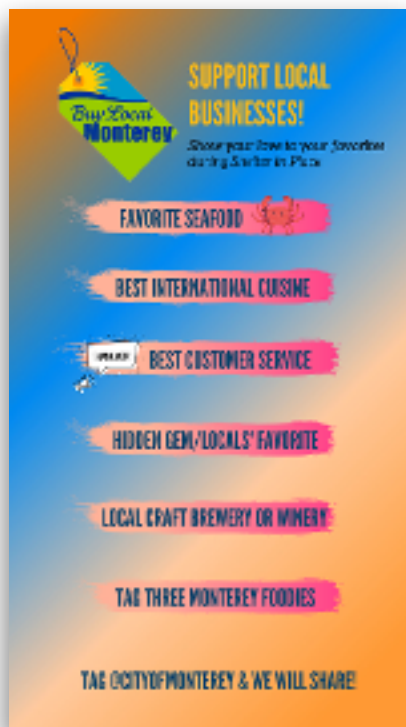 Buy Local
Monterey
SUPPORT LOCAL
BUSINESSES!
Show your love to your favorites
during Shelter in Place
FAVORITE SEAFOOD
BEST INTERNATIONAL CUISINE
BEST CUSTOMER SERVICE
HIDDEN GEM/LOCALS' FAVORITE
LOCAL CRAFT BREWERY OR WINERY
TAG THREE MONTEREY FOODIES
TAG @CITYOFMONTEREY & WE WILL SHARE!